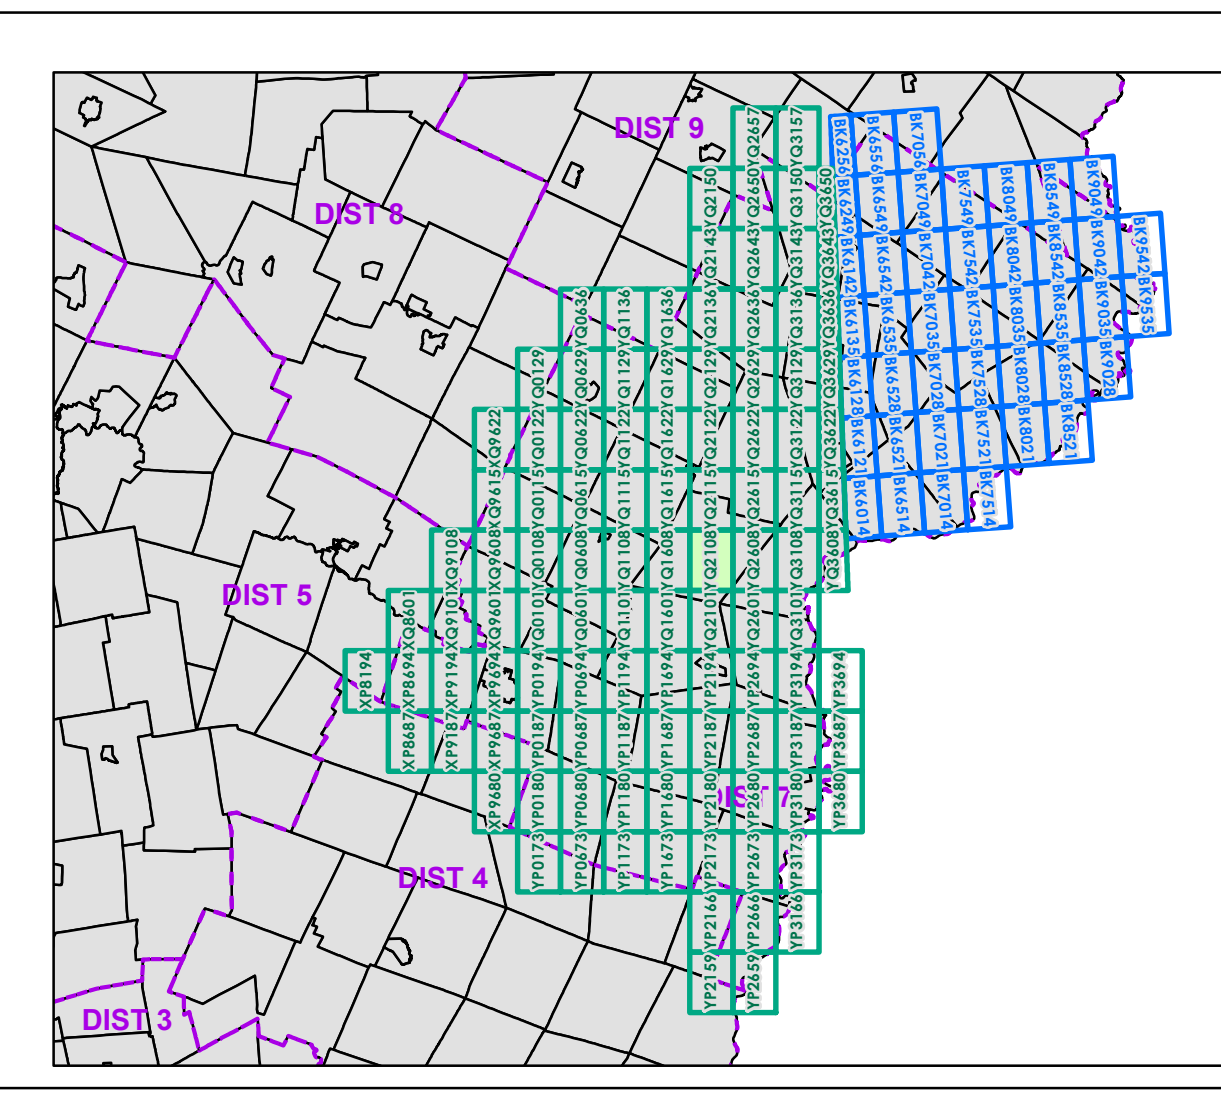 DIST 9
YQ2657 YQ3157 BK6256 BK6556 BK7056
DIST 8
YQ2150 YQ2650 YQ3150 YQ3650 BK6249 BK6549 BK7049 BK7549 BK8049 BK8549 BK9049
YQ2143 YQ2643 YQ3143 YQ3643 BK6142 BK6542 BK7042 BK7542 BK8042 BK8542 BK9042 BK9542
YQ0636 YQ1136 YQ1636 YQ2136 YQ2636 YQ3136 YQ3636 BK6135 BK6535 BK7035 BK7535 BK8035 BK8535 BK9035 BK9535
YQ0129 YQ0629 YQ1129 YQ1629 YQ2129 YQ2629 YQ3129 YQ3629 BK6128 BK6528 BK7028 BK7528 BK8028 BK8528 BK9028
XQ9622 YQ0122 YQ0622 YQ1122 YQ1622 YQ2122 YQ2622 YQ3122 YQ3622 BK6121 BK6521 BK7021 BK7521 BK8021 BK8521
XQ9615 YQ0115 YQ0615 YQ1115 YQ1615 YQ2115 YQ2615 YQ3115 YQ3615 BK6014 BK6514 BK7014 BK7514
XQ9108 XQ9608 YQ0108 YQ0608 YQ1108 YQ1608 YQ2108 YQ2608 YQ3108 YQ3608
DIST 5
XQ8601 XQ9101 XQ9601 YQ0101 YQ0601 YQ1101 YQ1601 YQ2101 YQ2601 YQ3101
XP8194 XP8694 XP9194 XP9694 YP0194 YP0694 YP1194 YP1694 YP2194 YP2694 YP3194 YP3694
XP8687 XP9187 XP9687 YP0187 YP0687 YP1187 YP1687 YP2187 YP2687 YP3187 YP3687
XP9680 YP0180 YP0680 YP1180 YP1680 YP2180 YP2680 YP3180 YP3680
DIST 7
YP0173 YP0673 YP1173 YP1673 YP2173 YP2673 YP3173
DIST 4
YP2166 YP2666 YP3166
YP2159 YP2659
DIST 3